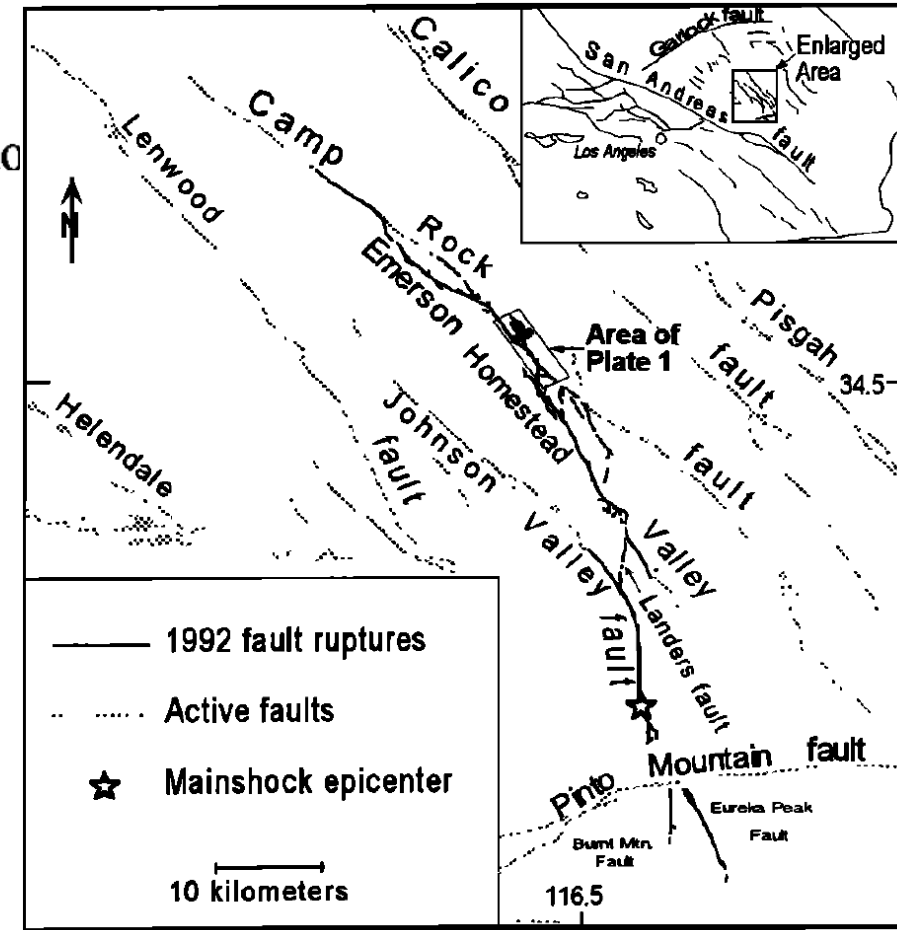 Garlock fault
San Andreas fault
Enlarged
Area
Los Angeles
Calico
fault
Camp
Rock
fault
Lenwood
fault
N
Emerson
Pisgah
Area of
Plate 1
Homestead
Valley
34.5
Helendale
Johnson
Valley
fault
Landers fault
1992 fault ruptures
Active faults
Mainshock epicenter
10 kilometers
Pinto Mountain fault
Burnt Mtn.
Fault
Eureka Peak
Fault
116.5
0